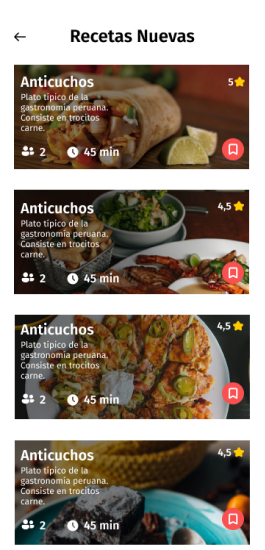 Recetas Nuevas
Anticuchos
5
Plato típico de la
gastronomía peruana.
Consiste en trocitos
carne.
2 45 min
Anticuchos
4,5
Plato típico de la
gastronomía peruana.
Consiste en trocitos
carne.
2 45 min
Anticuchos
4,5
Plato típico de la
gastronomía peruana.
Consiste en trocitos
carne.
2 45 min
Anticuchos
4,5
Plato típico de la
gastronomía peruana.
Consiste en trocitos
carne.
2 45 min